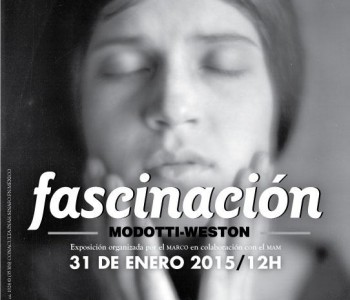 fascinación
MODOTTI-WESTON
Exposición organizada por el MARCO en colaboración con el MAM
31 DE ENERO 2015/12H